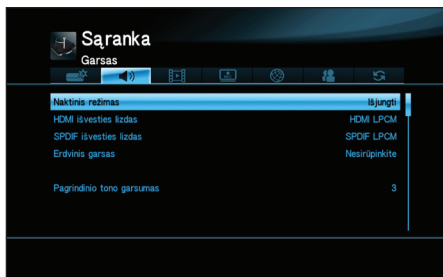 Sąranka
Garsas
Naktinis režimas Išjungti
HDMI išvesties lizdas HDMI LPCM
SPDIF išvesties lizdas SPDIF LPCM
Erdvinis garsas Nesirūpinkite
Pagrindinio tono garsumas 3